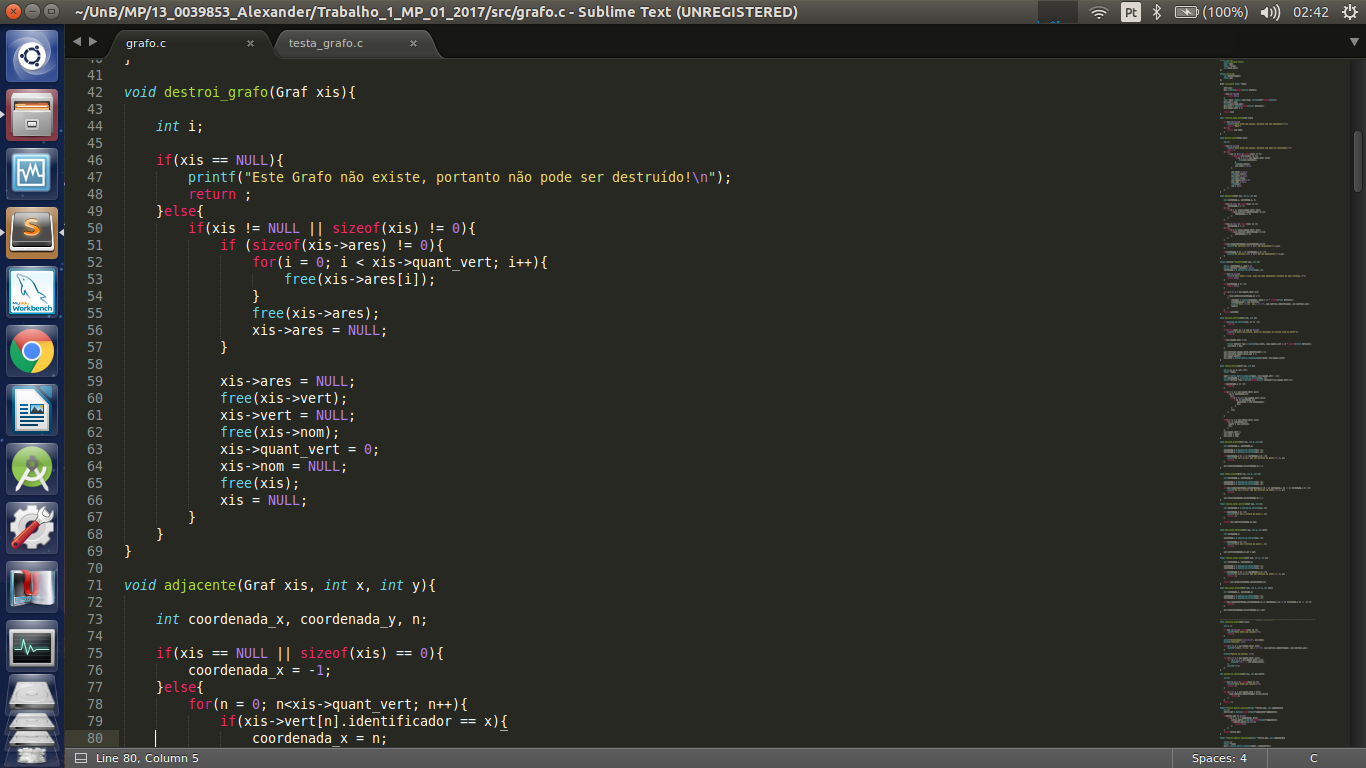 ~/UnB/MP/13_0039853_Alexander/Trabalho_1_MP_01_2017/src/grafo.c - Sublime Text (UNREGISTERED)
Pt
(100%)
02:42
grafo.c
testa_grafo.c
40 }
41
42 void destroi_grafo(Graf xis){
43
44 int i;
45
46 if(xis == NULL){
47 printf("Este Grafo não existe, portanto não pode ser destruído!\n");
48 return ;
49 }else{
50 if(xis != NULL || sizeof(xis) != 0){
51 if (sizeof(xis->ares) != 0){
52 for(i = 0; i < xis->quant_vert; i++){
53 free(xis->ares[i]);
54 }
55 free(xis->ares);
56 xis->ares = NULL;
57 }
58
59 xis->ares = NULL;
60 free(xis->vert);
61 xis->vert = NULL;
62 free(xis->nom);
63 xis->quant_vert = 0;
64 xis->nom = NULL;
65 free(xis);
66 xis = NULL;
67 }
68 }
69 }
70
71 void adjacente(Graf xis, int x, int y){
72
73 int coordenada_x, coordenada_y, n;
74
75 if(xis == NULL || sizeof(xis) == 0){
76 coordenada_x = -1;
77 }else{
78 for(n = 0; n<xis->quant_vert; n++){
79 if(xis->vert[n].identificador == x){
80 coordenada_x = n;
S
MySQL
Workbench
Line 80, Column 5
Spaces: 4
C